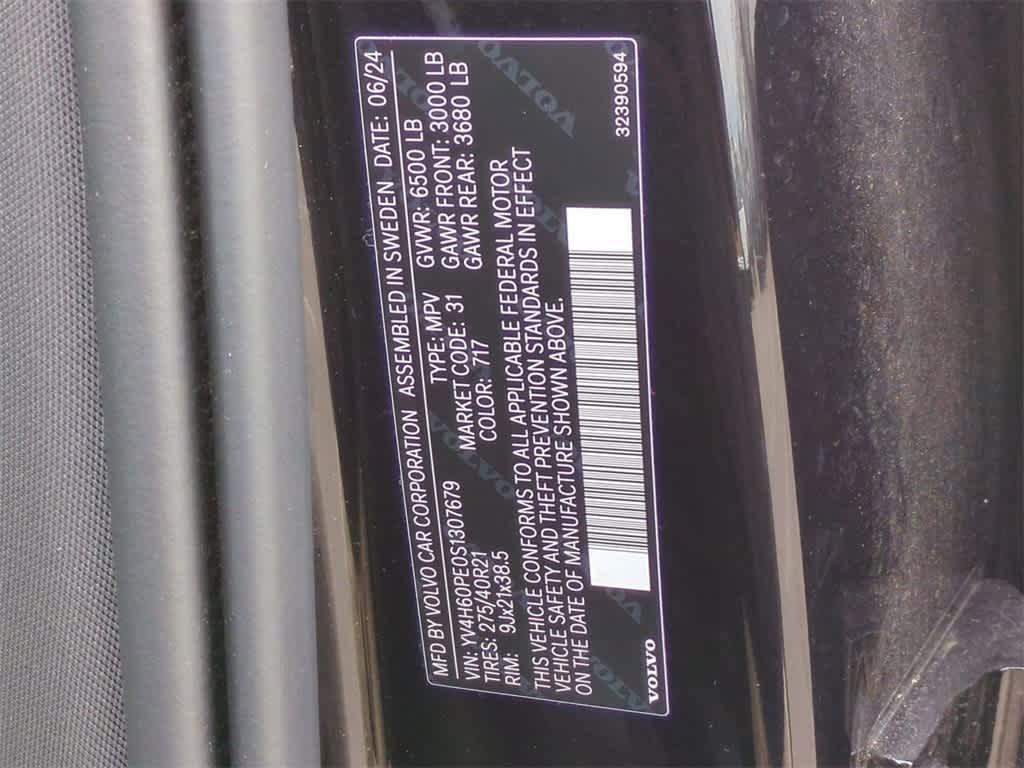 MFD BY VOLVO CAR CORPORATION ASSEMBLED IN SWEDEN DATE: 06/24
VIN: YV4H60PE0S1307679 TYPE: MPV GVWR: 6500 LB
TIRES: 275/40R21 MARKET CODE: 31 GAWR FRONT: 3000 LB
RIM: 9Jx21x38.5 COLOR: 717 GAWR REAR: 3680 LB
THIS VEHICLE CONFORMS TO ALL APPLICABLE FEDERAL MOTOR
VEHICLE SAFETY AND THEFT PREVENTION STANDARDS IN EFFECT
ON THE DATE OF MANUFACTURE SHOWN ABOVE.
VOLVO 32390594